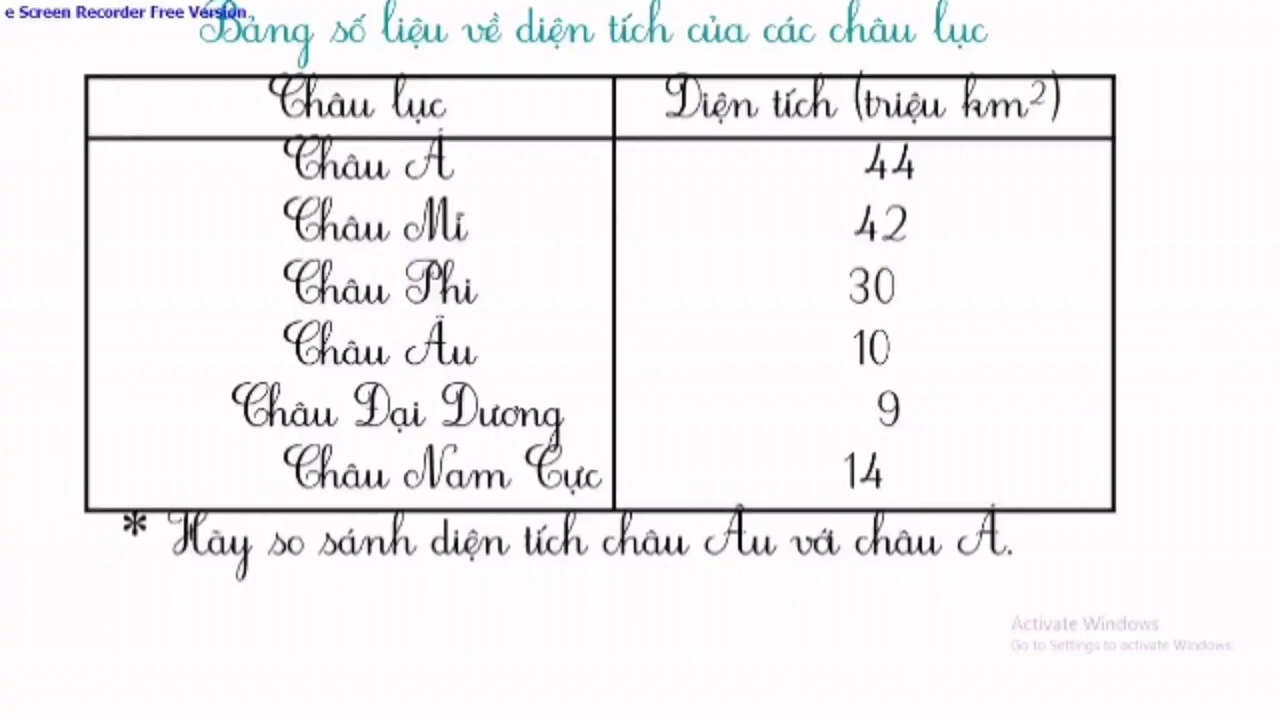 e Screen Recorder Free Version
Bảng số liệu về diện tích của các châu lục
Châu lục Diện tích (triệu km²)
Châu Á 44
Châu Mĩ 42
Châu Phi 30
Châu Âu 10
Châu Đại Dương 9
Châu Nam Cực 14
* Hãy so sánh diện tích châu Âu với châu Á.
Activate Windows
Go to Settings to activate Windows.